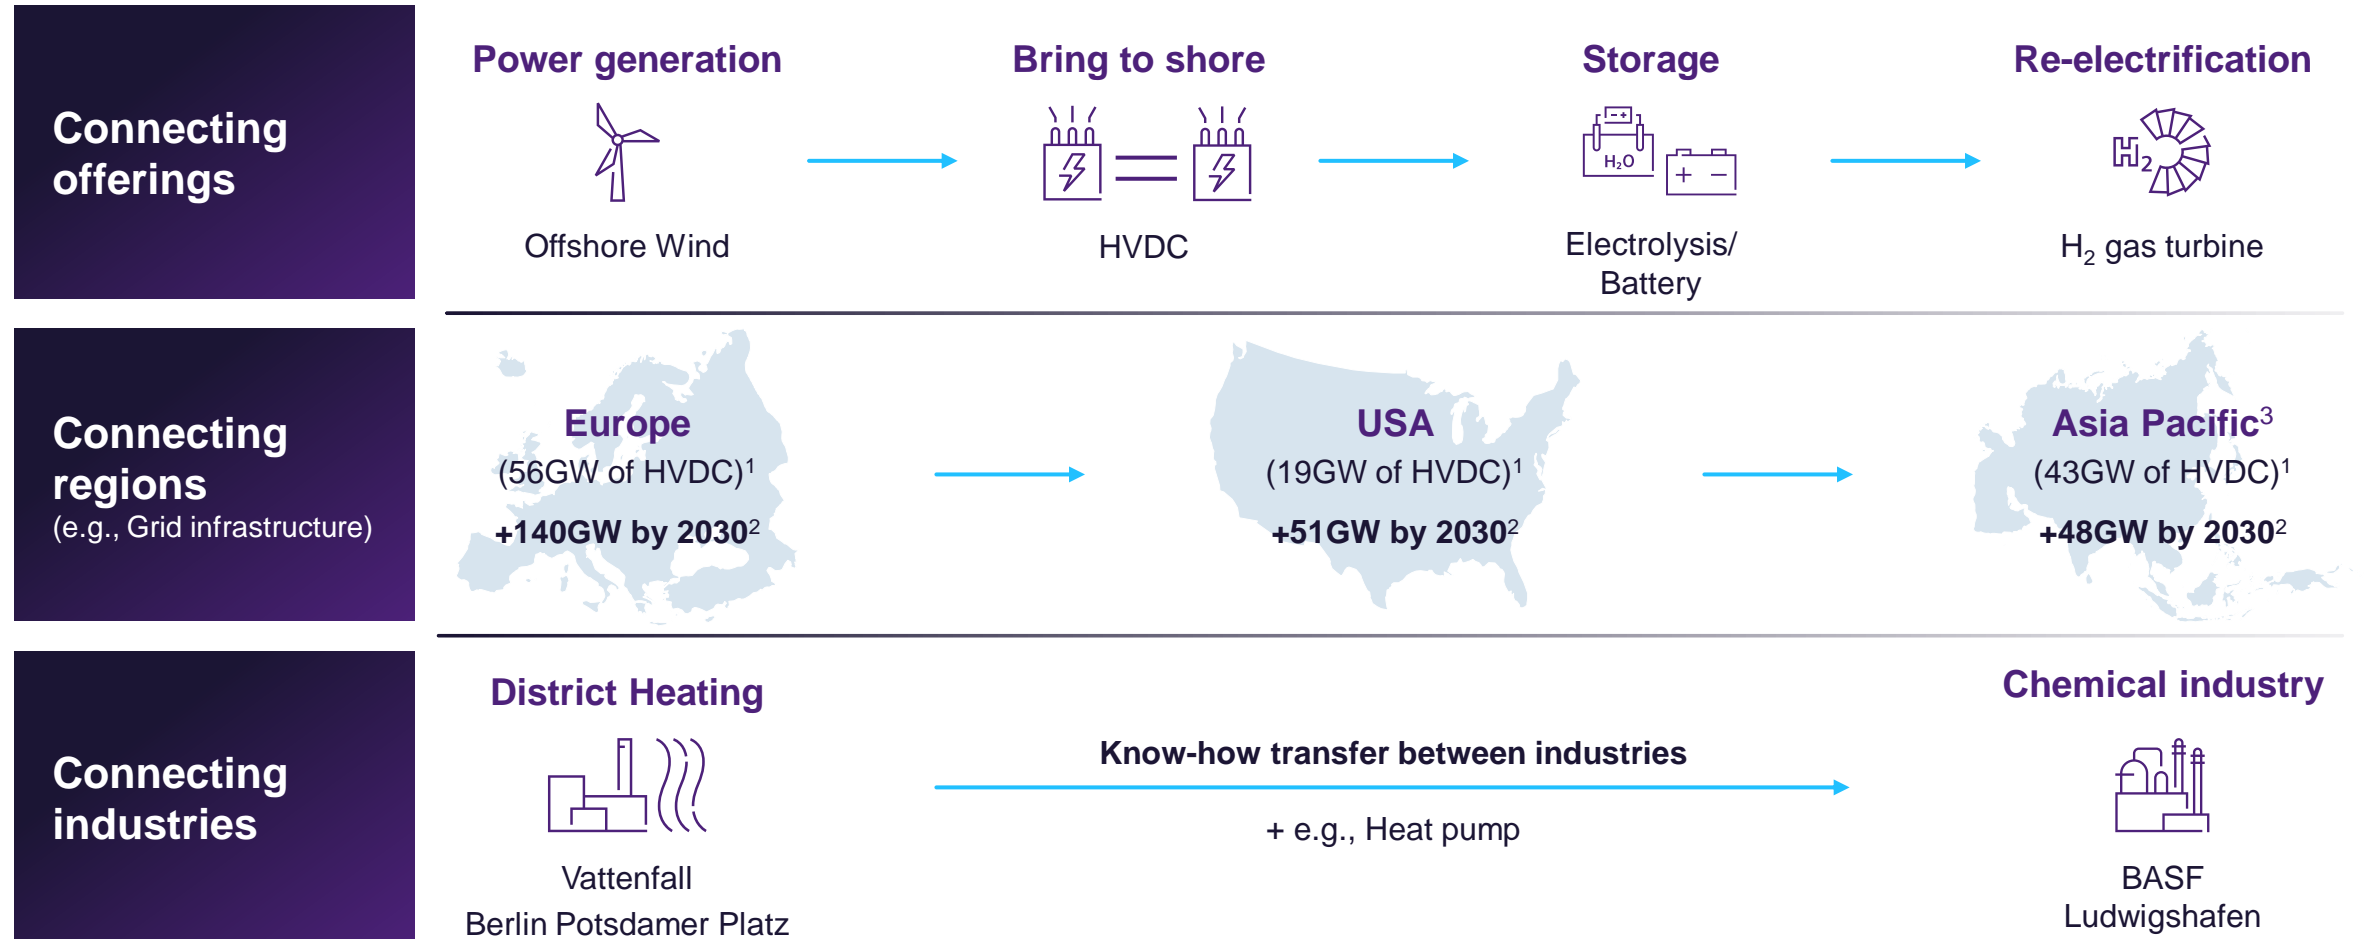 Connecting
offerings
Power generation
Offshore Wind
Bring to shore
HVDC
Storage
H₂O
- +
+ −
Electrolysis/
Battery
Re-electrification
H₂
H₂ gas turbine
Connecting
regions
(e.g., Grid infrastructure)
Europe
(56GW of HVDC)¹
+140GW by 2030²
USA
(19GW of HVDC)¹
+51GW by 2030²
Asia Pacific³
(43GW of HVDC)¹
+48GW by 2030²
Connecting
industries
District Heating
Vattenfall
Berlin Potsdamer Platz
Know-how transfer between industries
+ e.g., Heat pump
Chemical industry
BASF
Ludwigshafen